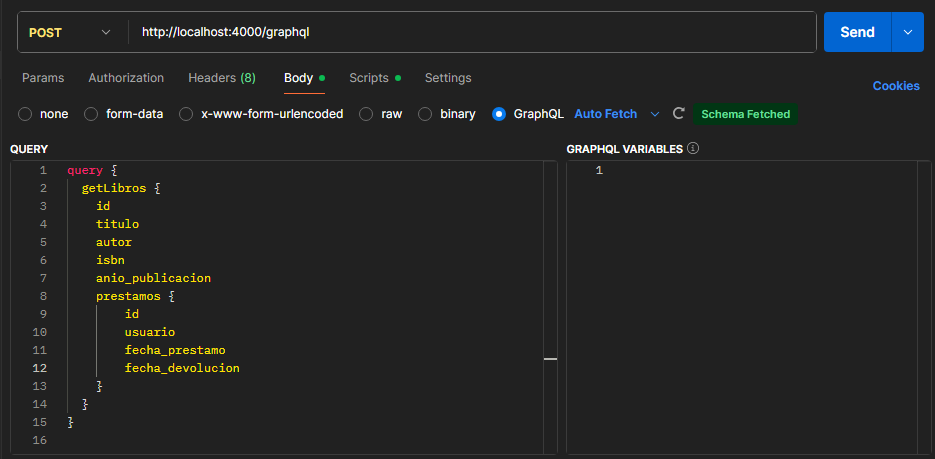 POST http://localhost:4000/graphql Send
Params Authorization Headers (8) Body Scripts Settings Cookies
none form-data x-www-form-urlencoded raw binary GraphQL Auto Fetch Schema Fetched
QUERY
1 query {
2 getLibros {
3 id
4 titulo
5 autor
6 isbn
7 anio_publicacion
8 prestamos {
9 id
10 usuario
11 fecha_prestamo
12 fecha_devolucion
13 }
14 }
15 }
16
GRAPHQL VARIABLES
1